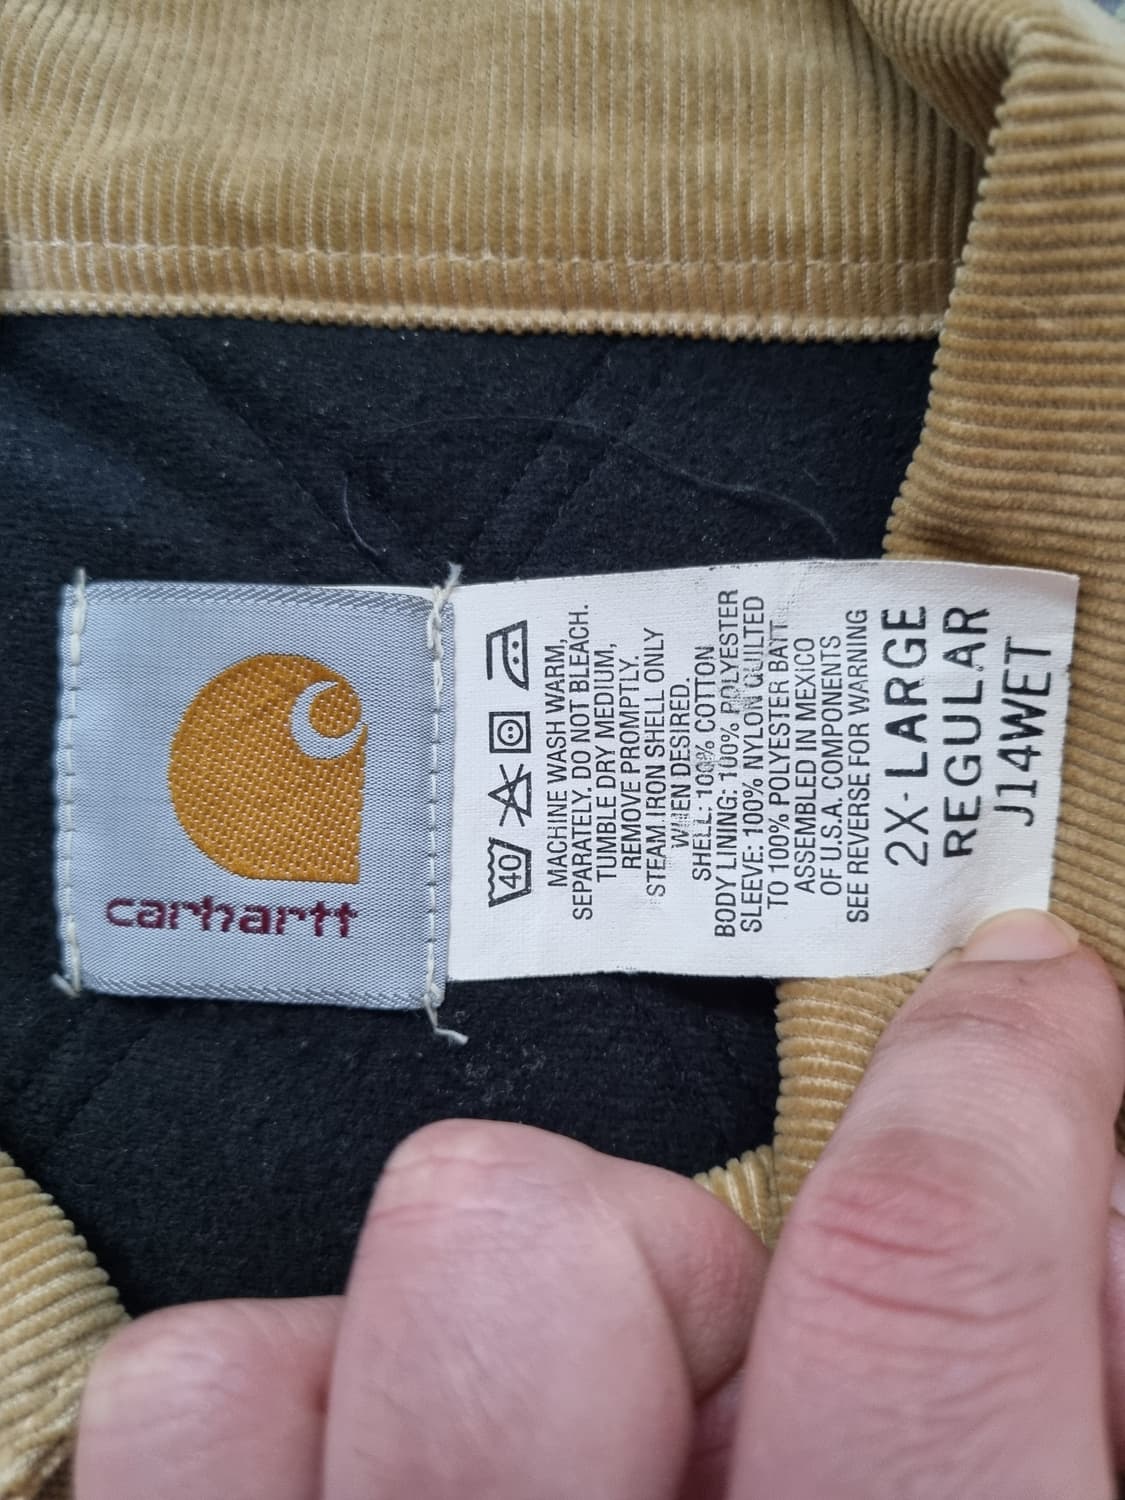 carhartt
40
MACHINE WASH WARM,
SEPARATELY. DO NOT BLEACH.
TUMBLE DRY MEDIUM,
REMOVE PROMPTLY.
STEAM IRON SHELL ONLY
WHEN DESIRED.
SHELL: 100% COTTON
BODY LINING: 100% POLYESTER
SLEEVE: 100% NYLON QUILTED
TO 100% POLYESTER BATT
ASSEMBLED IN MEXICO
OF U.S.A. COMPONENTS
SEE REVERSE FOR WARNING
2X-LARGE
REGULAR
J14WET